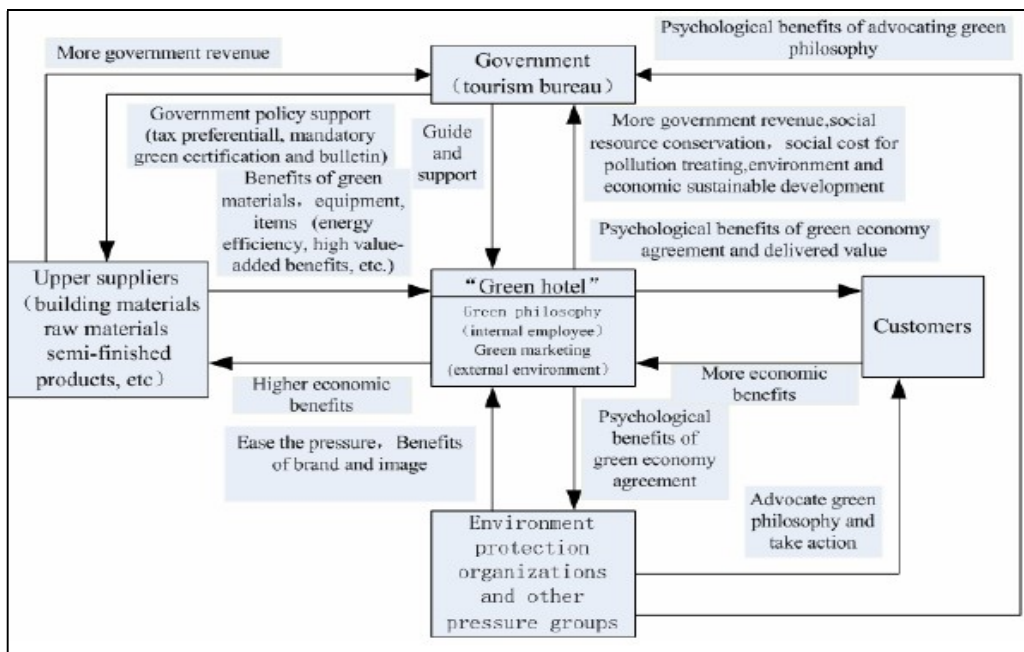 Psychological benefits of advocating green
philosophy
More government revenue
Government
(tourism bureau)
Government policy support
(tax preferentiall, mandatory
green certification and bulletin)
Guide
and
support
More government revenue,social
resource conservation， social cost for
pollution treating,environment and
economic sustainable development
Benefits of green
materials，equipment,
items (energy
efficiency, high value-
added benefits, etc.)
Psychological benefits of green economy
agreement and delivered value
Upper suppliers
（building materials
raw materials
semi-finished
products, etc）
“Green hotel”
Green philosophy
(internal employee)
Green marketing
(external environment)
Customers
Higher economic
benefits
More economic
benefits
Ease the pressure，Benefits
of brand and image
Psychological
benefits of
green economy
agreement
Advocate green
philosophy and
take action
Environment
protection
organizations
and other
pressure groups